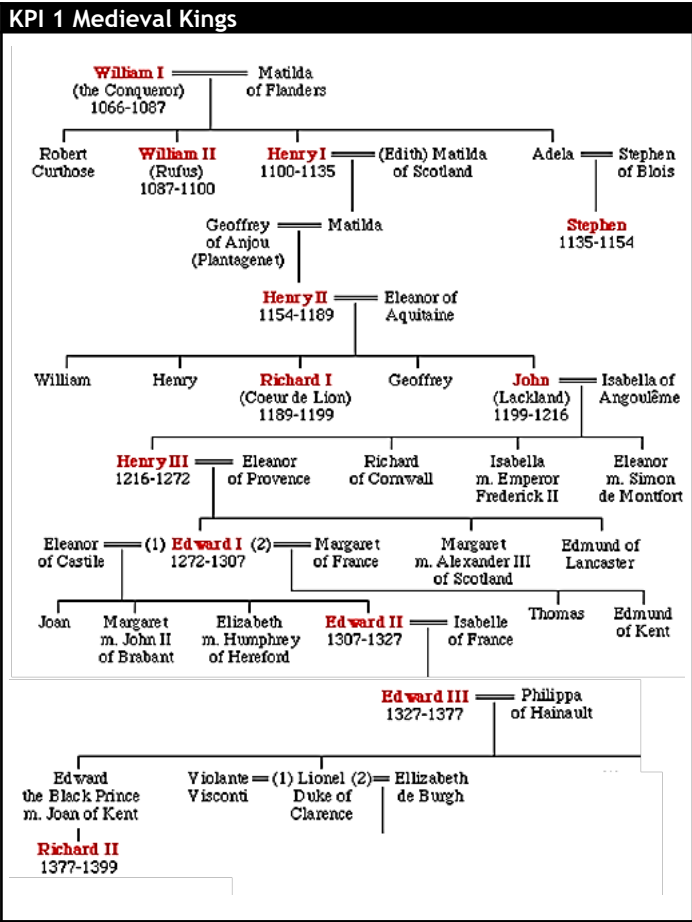 KPI 1 Medieval Kings
William I
(the Conqueror)
1066-1087
Matilda
of Flanders
Robert
Curthose
William II
(Rufus)
1087-1100
Henry I
1100-1135
(Edith) Matilda
of Scotland
Adela
Stephen
of Blois
Geoffrey
of Anjou
(Plantagenet)
Matilda
Stephen
1135-1154
Henry II
1154-1189
Eleanor of
Aquitaine
William
Henry
Richard I
(Coeur de Lion)
1189-1199
Geoffrey
John
(Lackland)
1199-1216
Isabella of
Angoulême
Henry III
1216-1272
Eleanor
of Provence
Richard
of Cornwall
Isabella
m. Emperor
Frederick II
Eleanor
m. Simon
de Montfort
Eleanor
of Castile
(1) Edward I (2)
1272-1307
Margaret
of France
Margaret
m. Alexander III
of Scotland
Edmund of
Lancaster
Joan
Margaret
m. John II
of Brabant
Elizabeth
m. Humphrey
of Hereford
Edward II
1307-1327
Isabelle
of France
Thomas
Edmund
of Kent
Edward III
1327-1377
Philippa
of Hainault
Edward
the Black Prince
m. Joan of Kent
Violante
Visconti
(1) Lionel (2)
Duke of
Clarence
Ellizabeth
de Burgh
Richard II
1377-1399